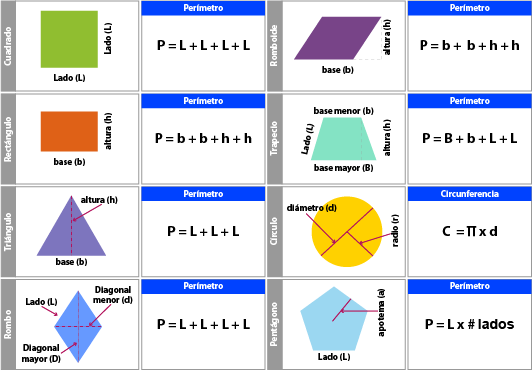 Cuadrado
Lado (L)
Lado (L)
Perímetro
P = L + L + L + L
Romboide
altura (h)
base (b)
Perímetro
P = b + b + h + h
Rectángulo
altura (h)
base (b)
Perímetro
P = b + b + h + h
Trapecio
base menor (b)
Lado (L)
altura (h)
base mayor (B)
Perímetro
P = B + b + L + L
Triángulo
altura (h)
base (b)
Perímetro
P = L + L + L
Círculo
diámetro (d)
radio (r)
Circunferencia
C = π x d
Rombo
Lado (L)
Diagonal
menor (d)
Diagonal
mayor (D)
Perímetro
P = L + L + L + L
Pentágono
apotema (a)
Lado (L)
Perímetro
P = L x # lados